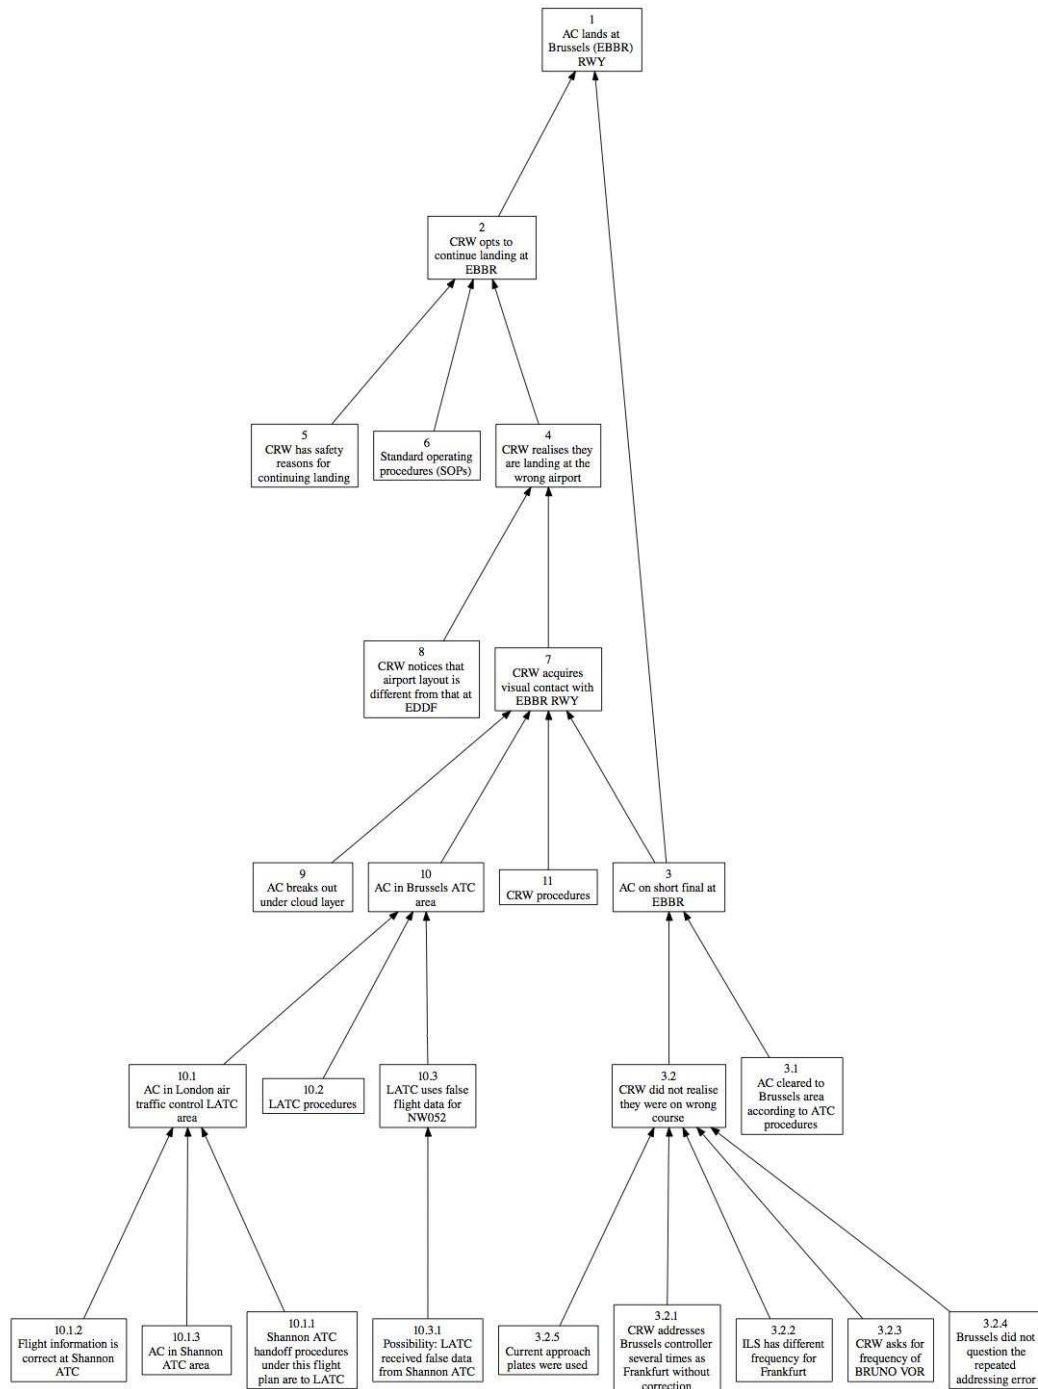 1
AC lands at
Brussels (EBBR)
RWY
2
CRW opts to
continue landing at
EBBR
5
CRW has safety
reasons for
continuing landing
6
Standard operating
procedures (SOPs)
4
CRW realises they
are landing at the
wrong airport
8
CRW notices that
airport layout is
different from that at
EDDF
7
CRW acquires
visual contact with
EBBR RWY
9
AC breaks out
under cloud layer
10
AC in Brussels ATC
area
11
CRW procedures
3
AC on short final at
EBBR
10.1
AC in London air
traffic control LATC
area
10.2
LATC procedures
10.3
LATC uses false
flight data for
NW052
3.2
CRW did not realise
they were on wrong
course
3.1
AC cleared to
Brussels area
according to ATC
procedures
10.1.2
Flight information is
correct at Shannon
ATC
10.1.3
AC in Shannon
ATC area
10.1.1
Shannon ATC
handoff procedures
under this flight
plan are to LATC
10.3.1
Possibility: LATC
received false data
from Shannon ATC
3.2.5
Current approach
plates were used
3.2.1
CRW addresses
Brussels controller
several times as
Frankfurt without
correction
3.2.2
ILS has different
frequency for
Frankfurt
3.2.3
CRW asks for
frequency of
BRUNO VOR
3.2.4
Brussels did not
question the
repeated
addressing error